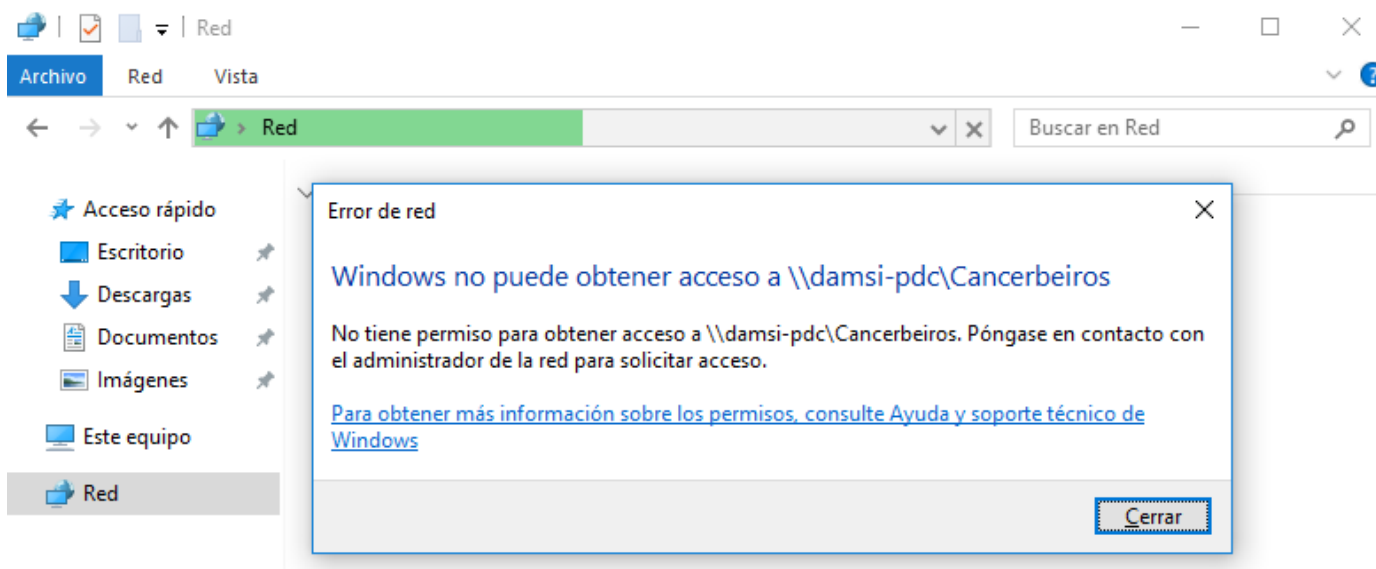 Red
Archivo Red Vista
Red
Buscar en Red
Acceso rápido
Escritorio
Descargas
Documentos
Imágenes
Este equipo
Red
Error de red
Windows no puede obtener acceso a \\damsi-pdc\Cancerbeiros
No tiene permiso para obtener acceso a \\damsi-pdc\Cancerbeiros. Póngase en contacto con
el administrador de la red para solicitar acceso.
Para obtener más información sobre los permisos, consulte Ayuda y soporte técnico de
Windows
Cerrar